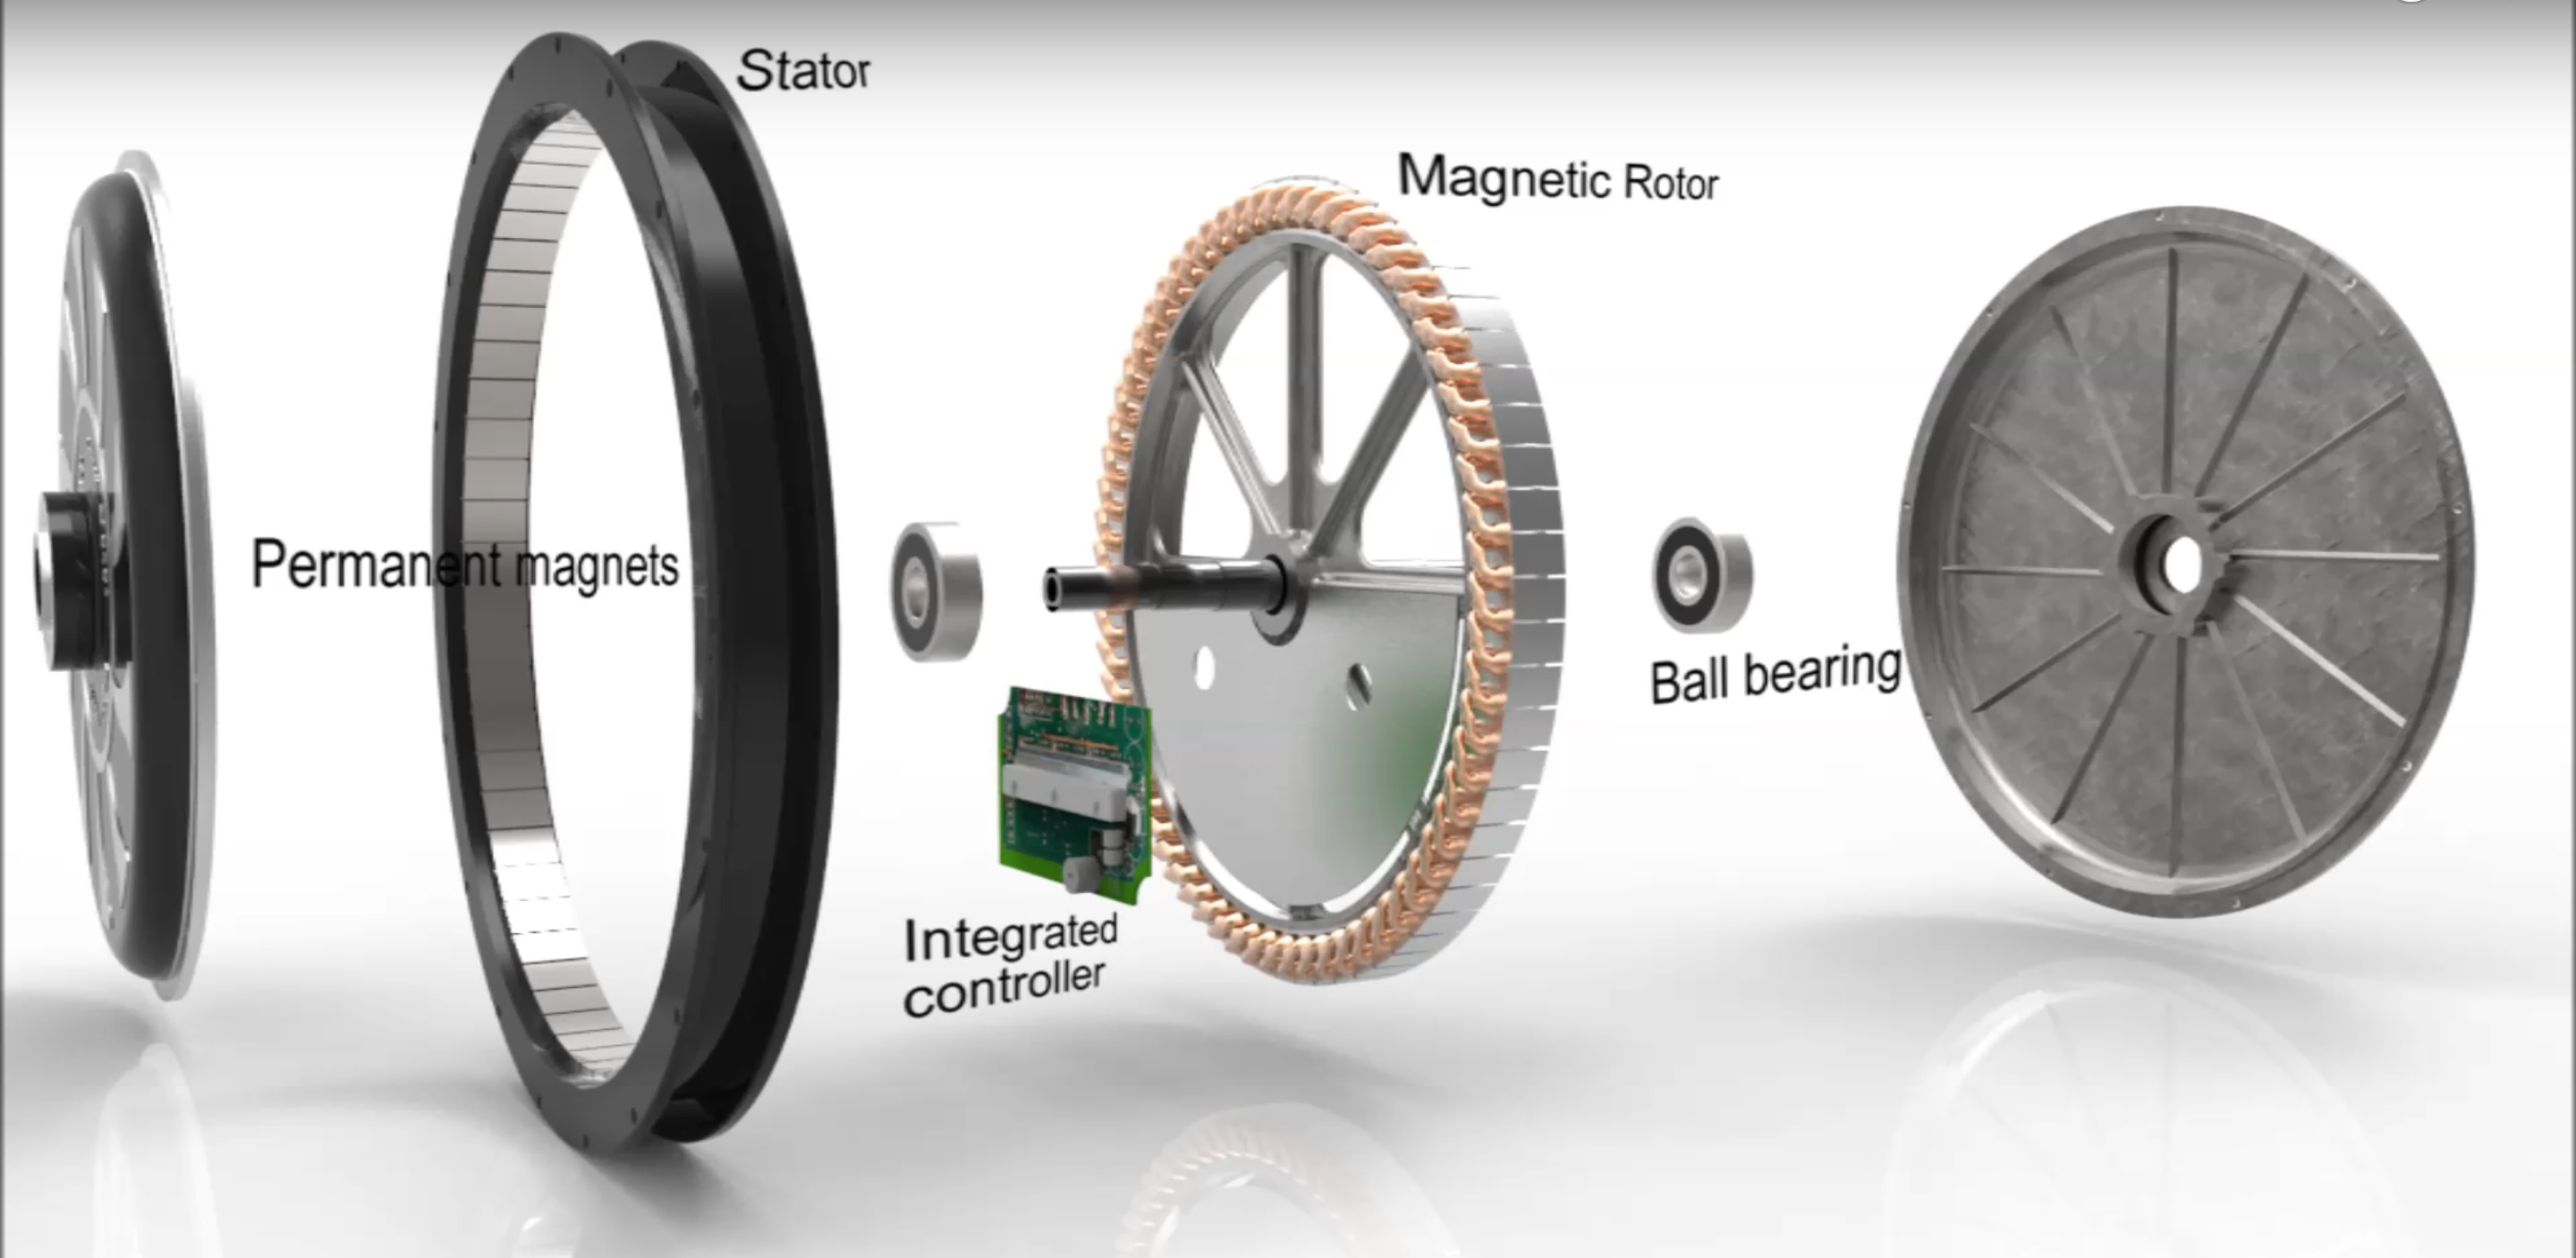 Stator
Magnetic Rotor
Permanent magnets
Ball bearing
Integrated
controller